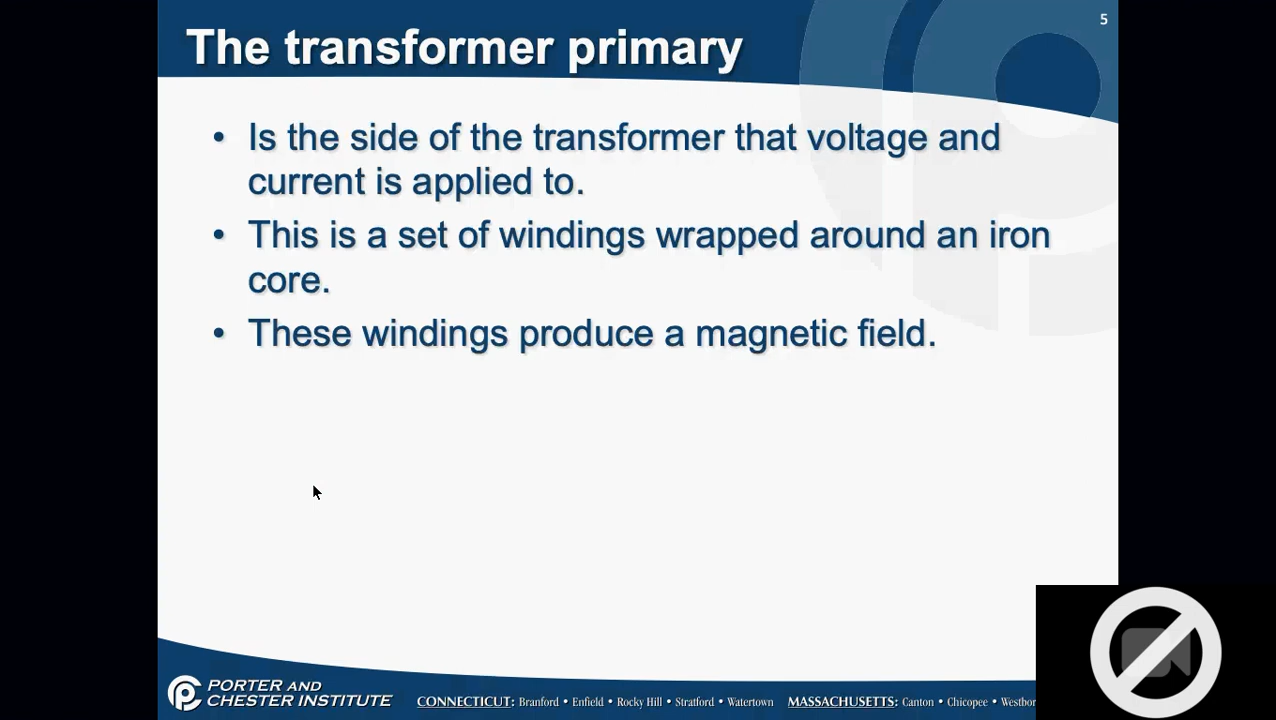 5
The transformer primary
• Is the side of the transformer that voltage and
current is applied to.
• This is a set of windings wrapped around an iron
core.
• These windings produce a magnetic field.
PORTER AND
CHESTER INSTITUTE
CONNECTICUT: Branford • Enfield • Rocky Hill • Stratford • Watertown MASSACHUSETTS: Canton • Chicopee • Westbor